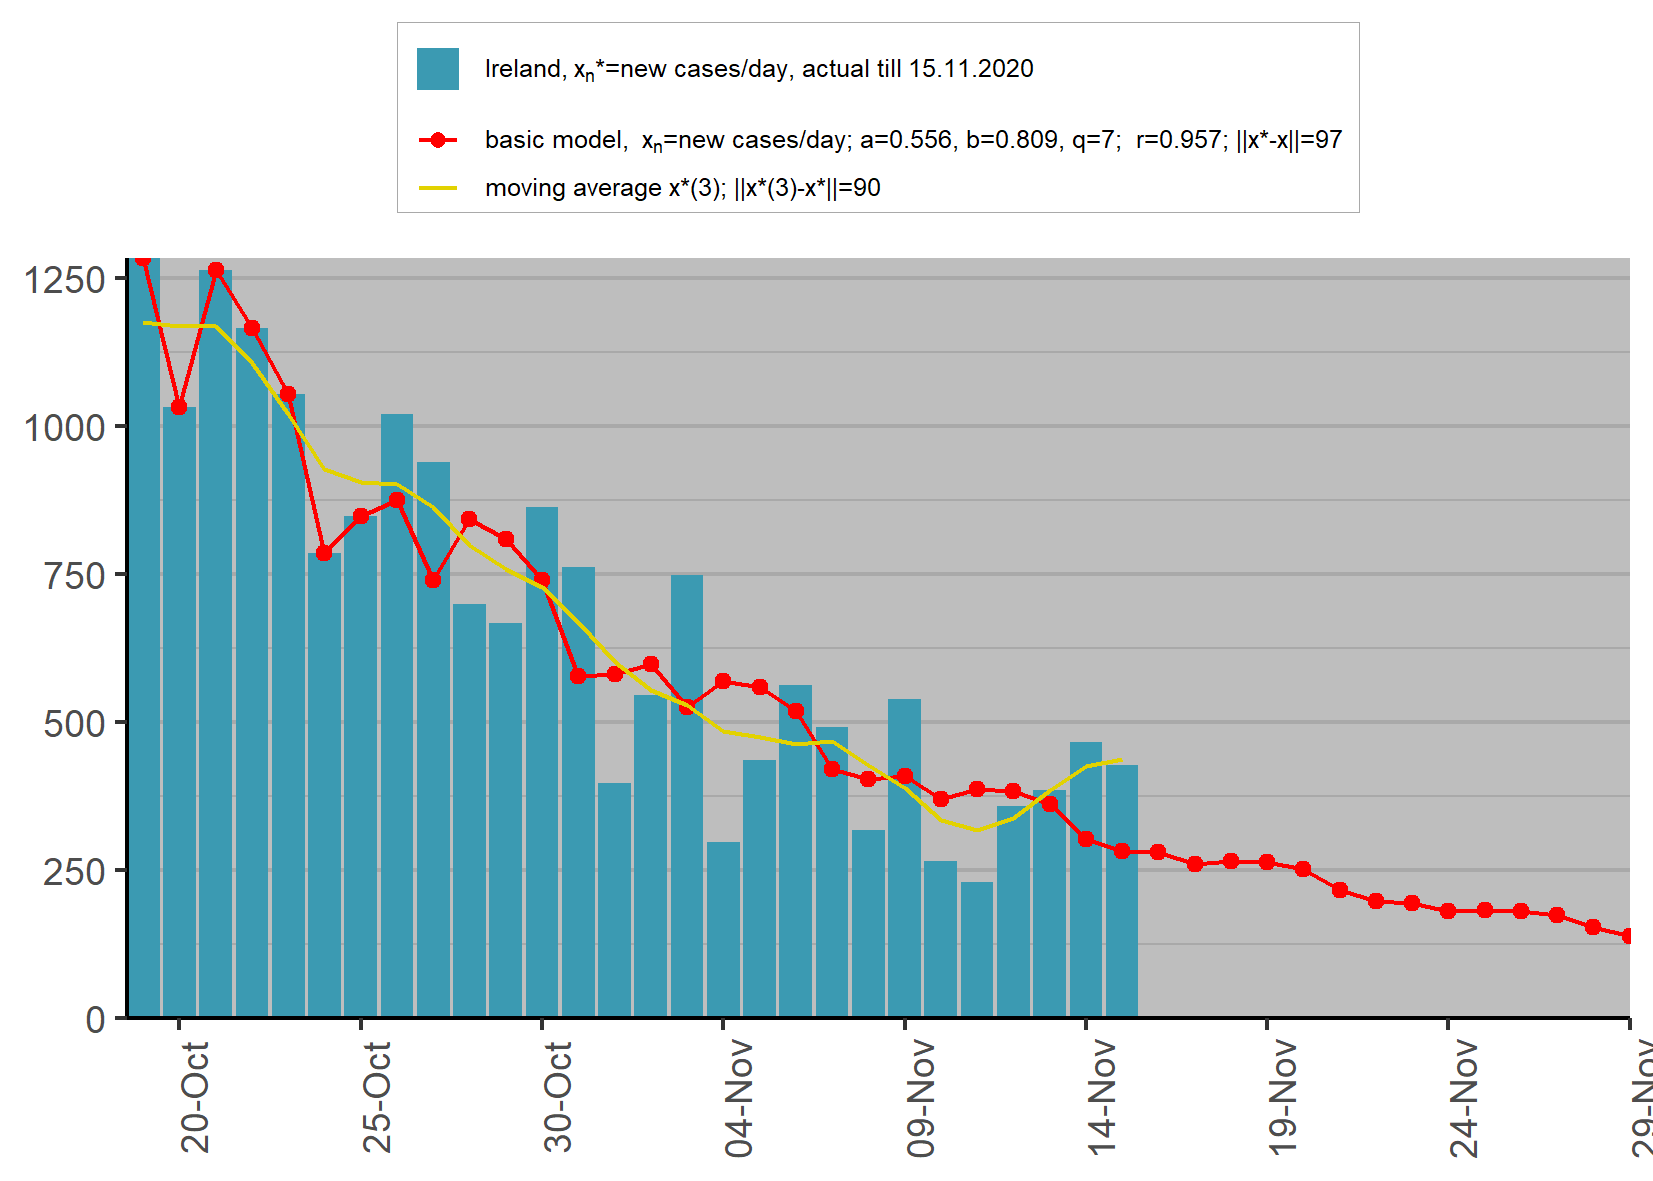 Ireland, xn*=new cases/day, actual till 15.11.2020
basic model,  xn=new cases/day; a=0.556, b=0.809, q=7;  r=0.957; ||x*-x||=97
moving average x*(3); ||x*(3)-x*||=90
1250
1000
750
500
250
0
20-Oct
25-Oct
30-Oct
04-Nov
09-Nov
14-Nov
19-Nov
24-Nov
29-Nov